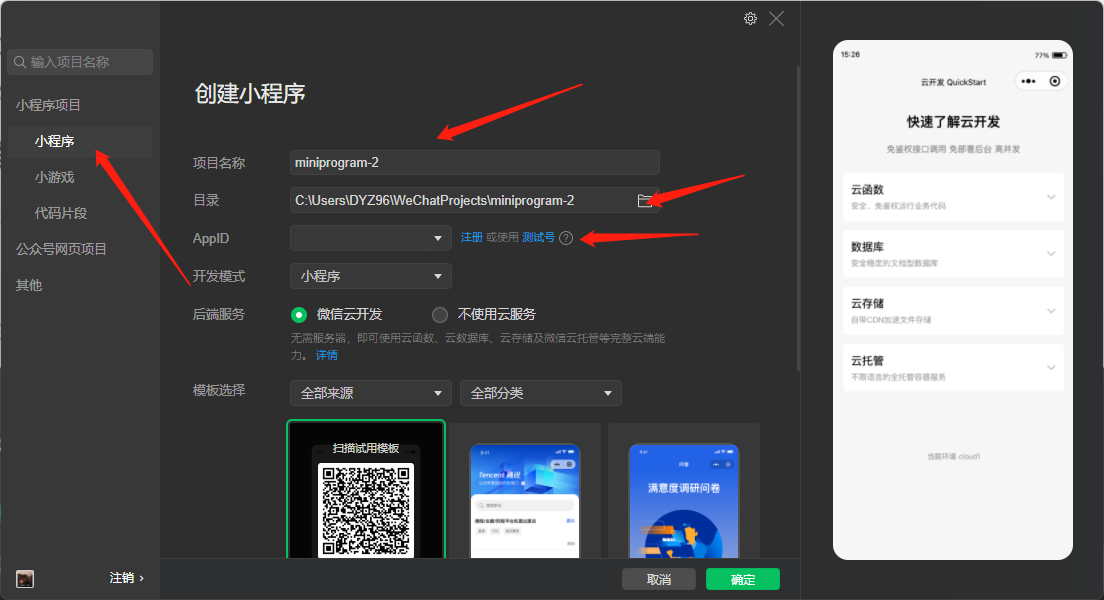 输入项目名称
小程序项目
小程序
小游戏
代码片段
公众号网页项目
其他
注销 ›
创建小程序
项目名称
miniprogram-2
目录
C:\Users\DYZ96\WeChatProjects\miniprogram-2
AppID
注册 或使用 测试号 ?
开发模式
小程序
后端服务
微信云开发
不使用云服务
无需服务器，即可使用云函数、云数据库、云存储及微信云托管等完整云端能
力。 详情
模板选择
全部来源
全部分类
扫描试用模板
Tencent 腾讯
问卷
满意度调研问卷
取消
确定
15:26
77%
云开发 QuickStart
快速了解云开发
免鉴权接口调用 免部署后台 高并发
云函数
安全、免鉴权运行业务代码
数据库
安全稳定的文档型数据库
云存储
自带CDN加速文件存储
云托管
不限语言的全托管容器服务
当前环境 cloud1